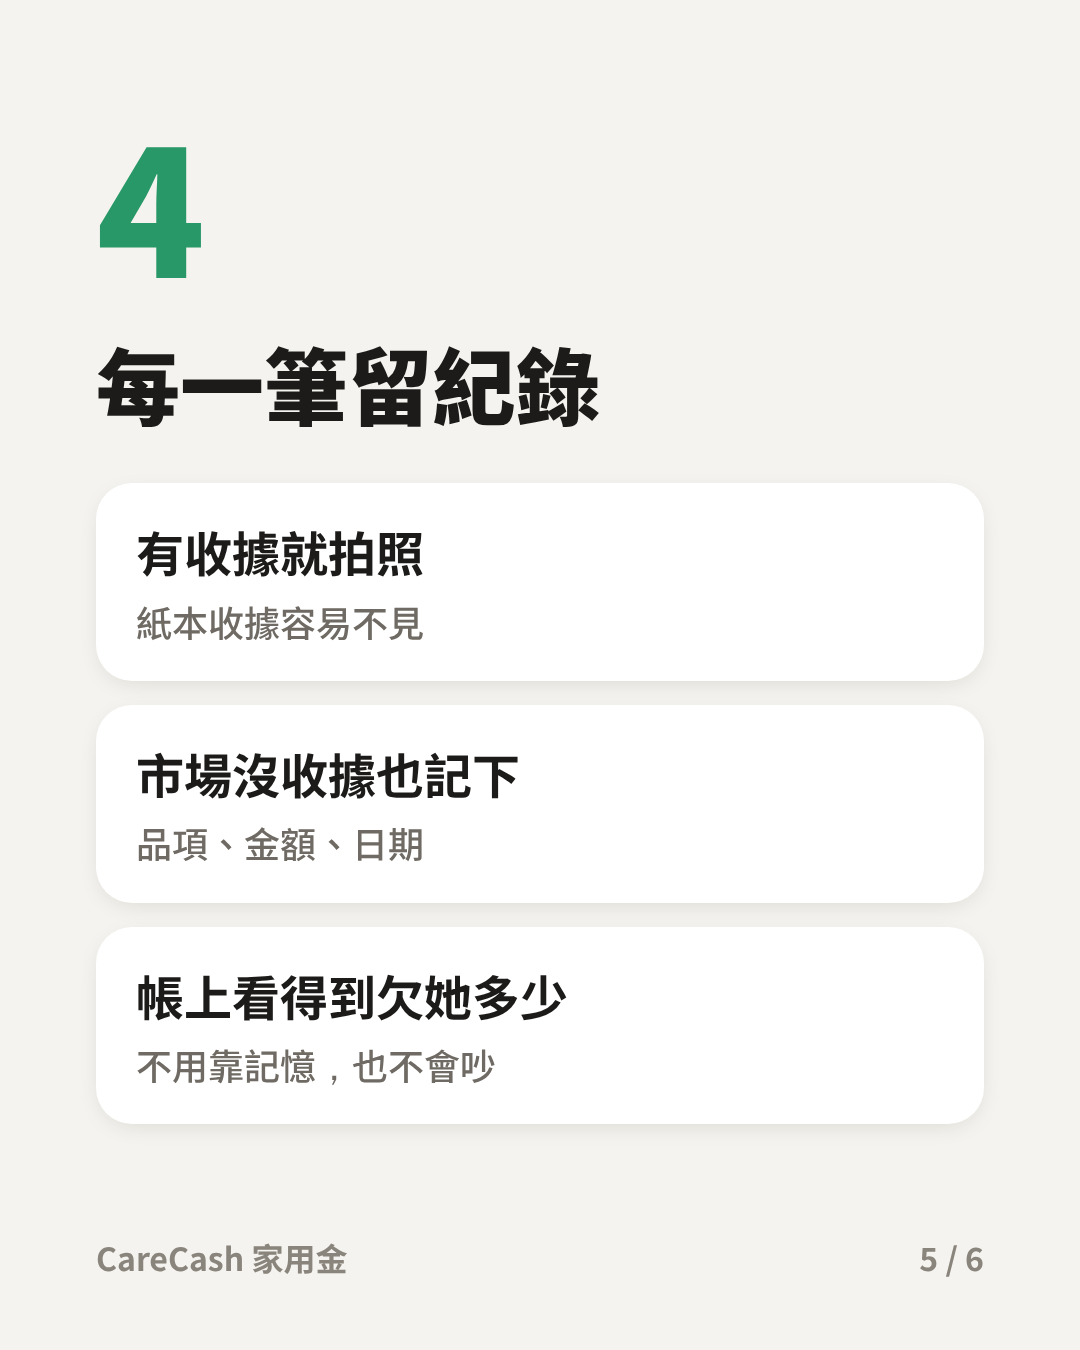 4
每一筆留紀錄
有收據就拍照
紙本收據容易不見
市場沒收據也記下
品項、金額、日期
帳上看得到欠她多少
不用靠記憶，也不會吵
CareCash 家用金
5 / 6